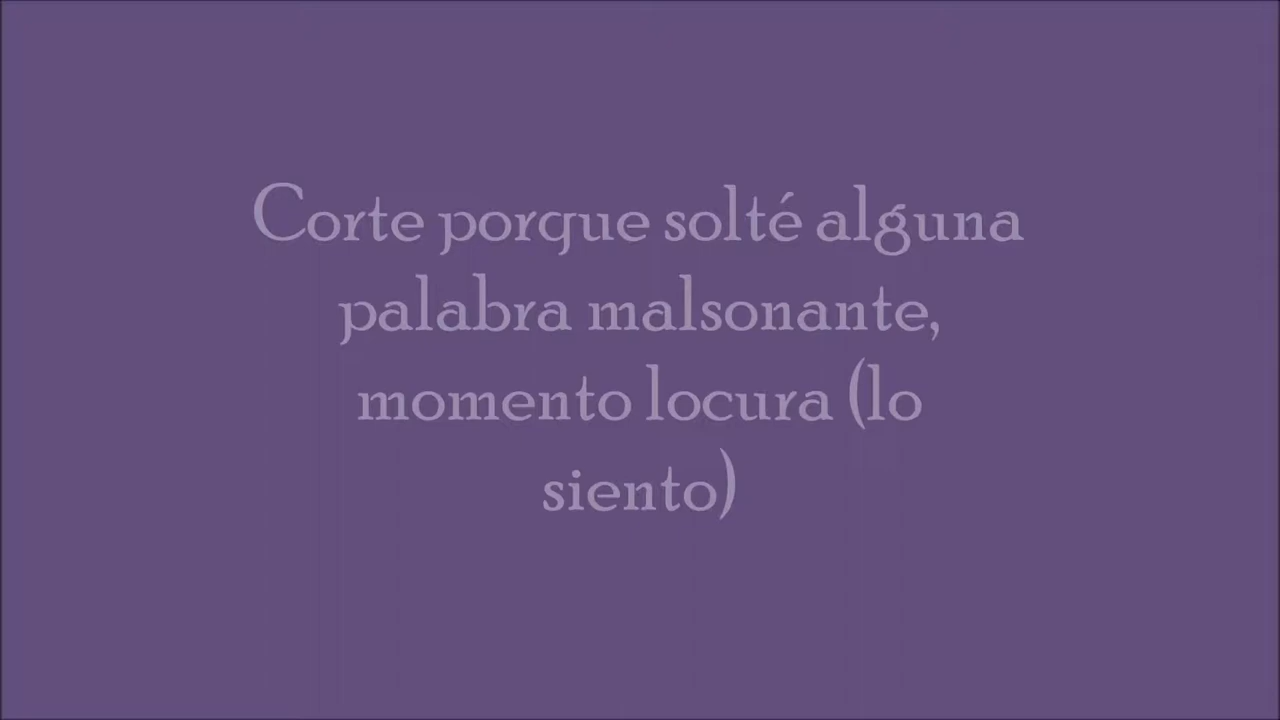 Corte porque solté alguna
palabra malsonante,
momento locura (lo
siento)